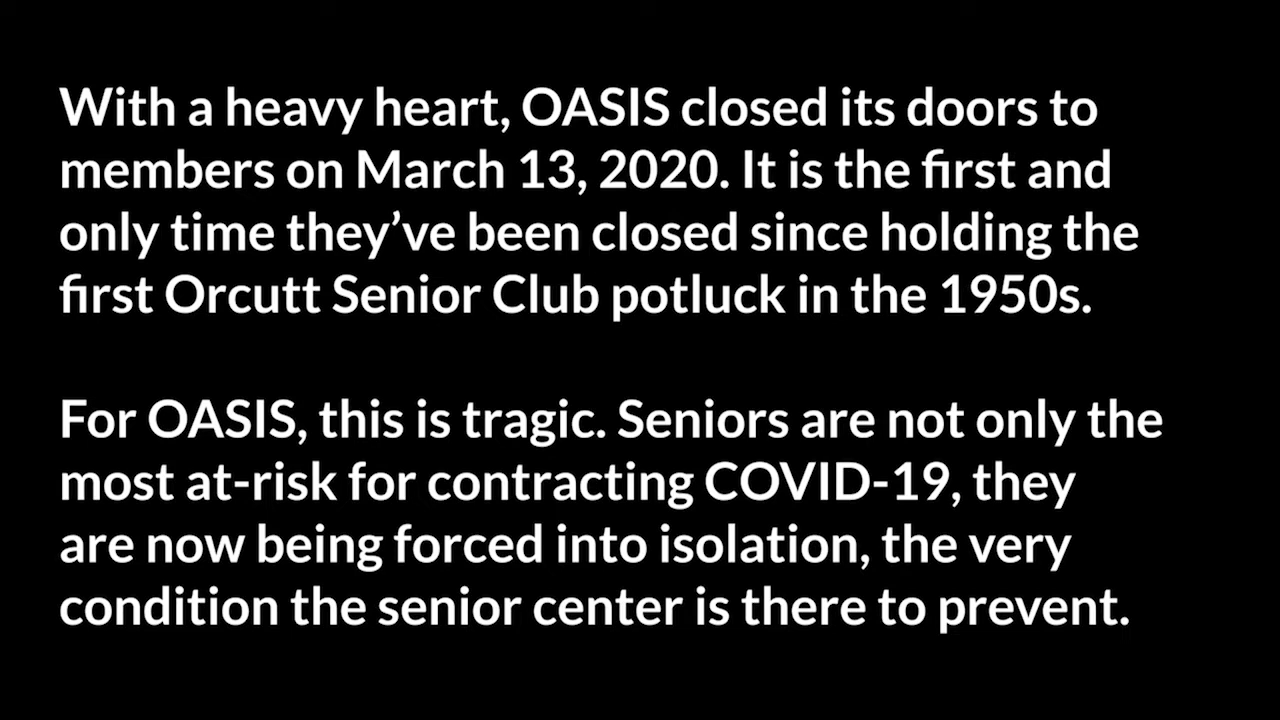 With a heavy heart, OASIS closed its doors to
members on March 13, 2020. It is the first and
only time they’ve been closed since holding the
first Orcutt Senior Club potluck in the 1950s.
For OASIS, this is tragic. Seniors are not only the
most at-risk for contracting COVID-19, they
are now being forced into isolation, the very
condition the senior center is there to prevent.